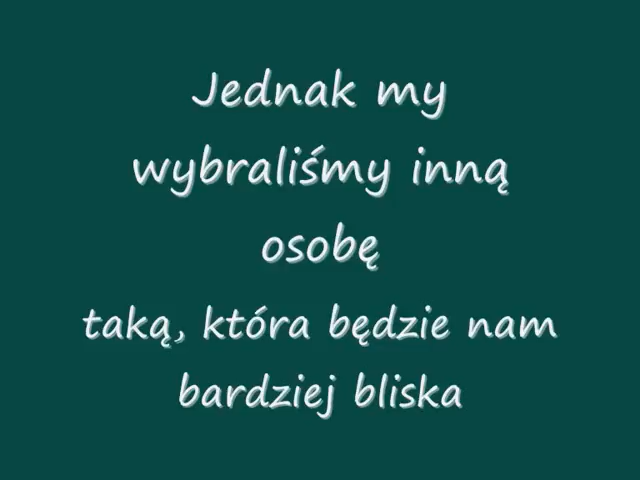 Jednak my
wybraliśmy inną
osobę
taką, która będzie nam
bardziej bliska